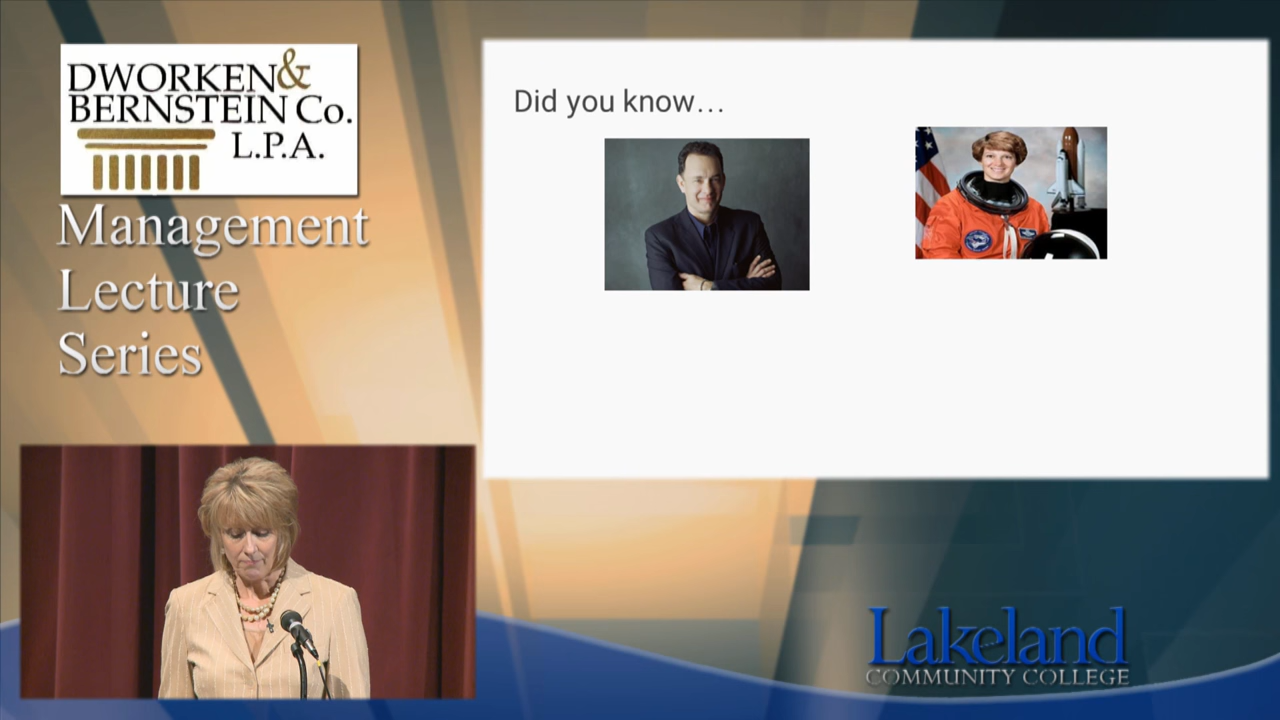 DWORKEN &
BERNSTEIN CO.
L.P.A.
Management
Lecture
Series
Did you know…
Lakeland
COMMUNITY COLLEGE